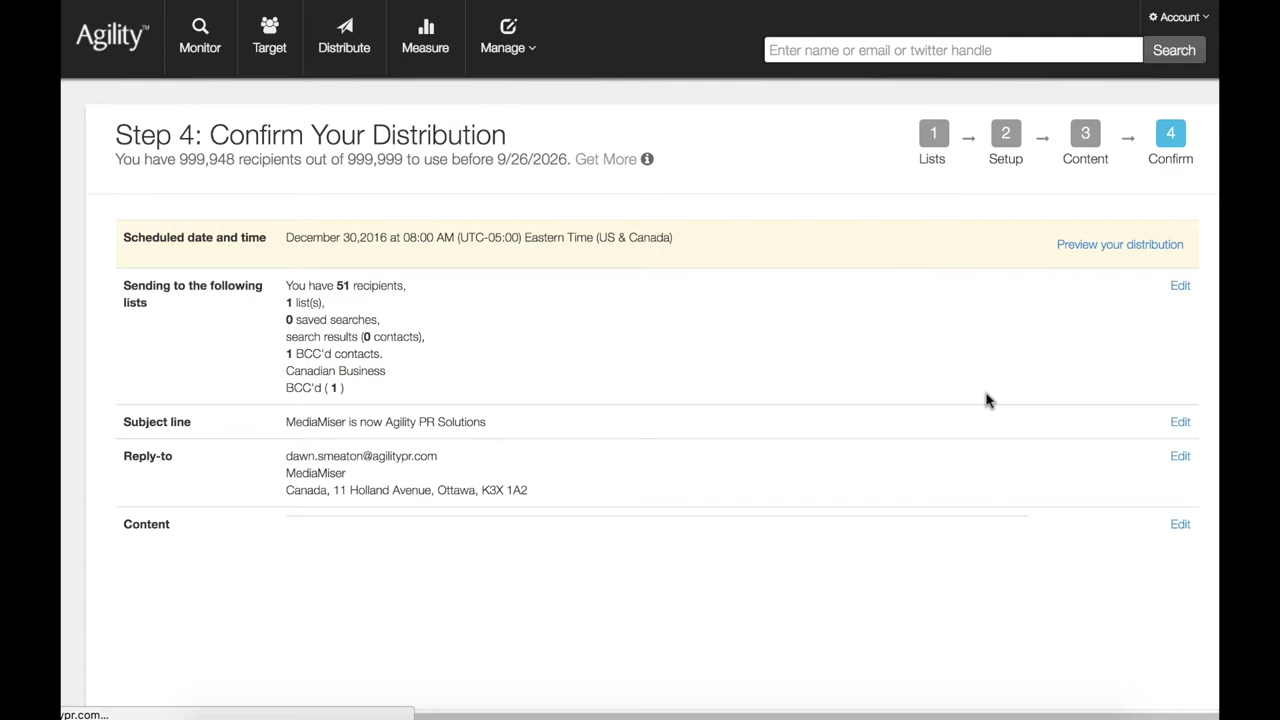 Agility™
Monitor
Target
Distribute
Measure
Manage
Account
Enter name or email or twitter handle
Search
Step 4: Confirm Your Distribution
You have 999,948 recipients out of 999,999 to use before 9/26/2026. Get More
1
2
3
4
Lists
Setup
Content
Confirm
Scheduled date and time
December 30,2016 at 08:00 AM (UTC-05:00) Eastern Time (US & Canada)
Preview your distribution
Sending to the following
lists
You have 51 recipients,
1 list(s),
0 saved searches,
search results (0 contacts),
1 BCC'd contacts.
Canadian Business
BCC'd ( 1 )
Edit
Subject line
MediaMiser is now Agility PR Solutions
Edit
Reply-to
dawn.smeaton@agilitypr.com
MediaMiser
Canada, 11 Holland Avenue, Ottawa, K3X 1A2
Edit
Content
Edit
ypr.com...